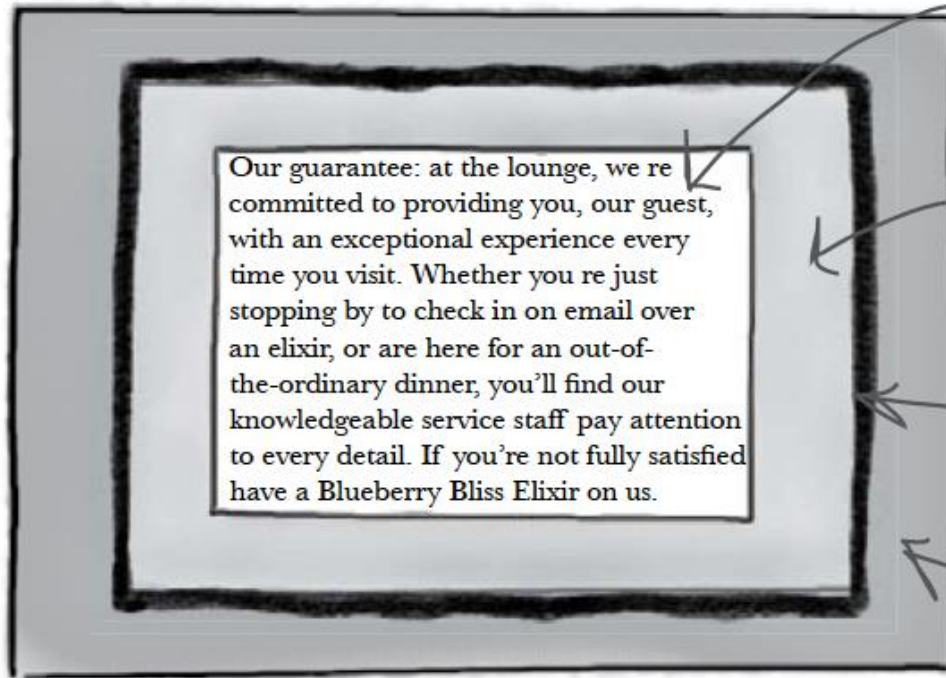 Our guarantee: at the lounge, we re
committed to providing you, our guest,
with an exceptional experience every
time you visit. Whether you re just
stopping by to check in on email over
an elixir, or are here for an out-of-
the-ordinary dinner, you’ll find our
knowledgeable service staff pay attention
to every detail. If you’re not fully satisfied
have a Blueberry Bliss Elixir on us.